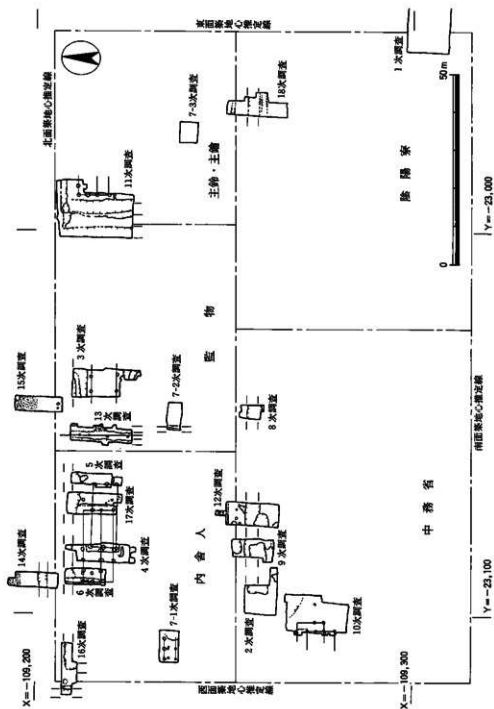 X=-109,200
X=-109,300
Y=-23,000
Y=-23,100
北面築地心推定線
東面築地心推定線
南面築地心推定線
西面築地心推定線
主鈴・主鎰
監物
内舎人
中務省
陰陽寮
1次調査
2次調査
3次調査
4次調査
5次調査
6次調査
7-1次調査
7-2次調査
7-3次調査
8次調査
9次調査
10次調査
11次調査
12次調査
13次調査
14次調査
15次調査
16次調査
17次調査
18次調査
0
50m